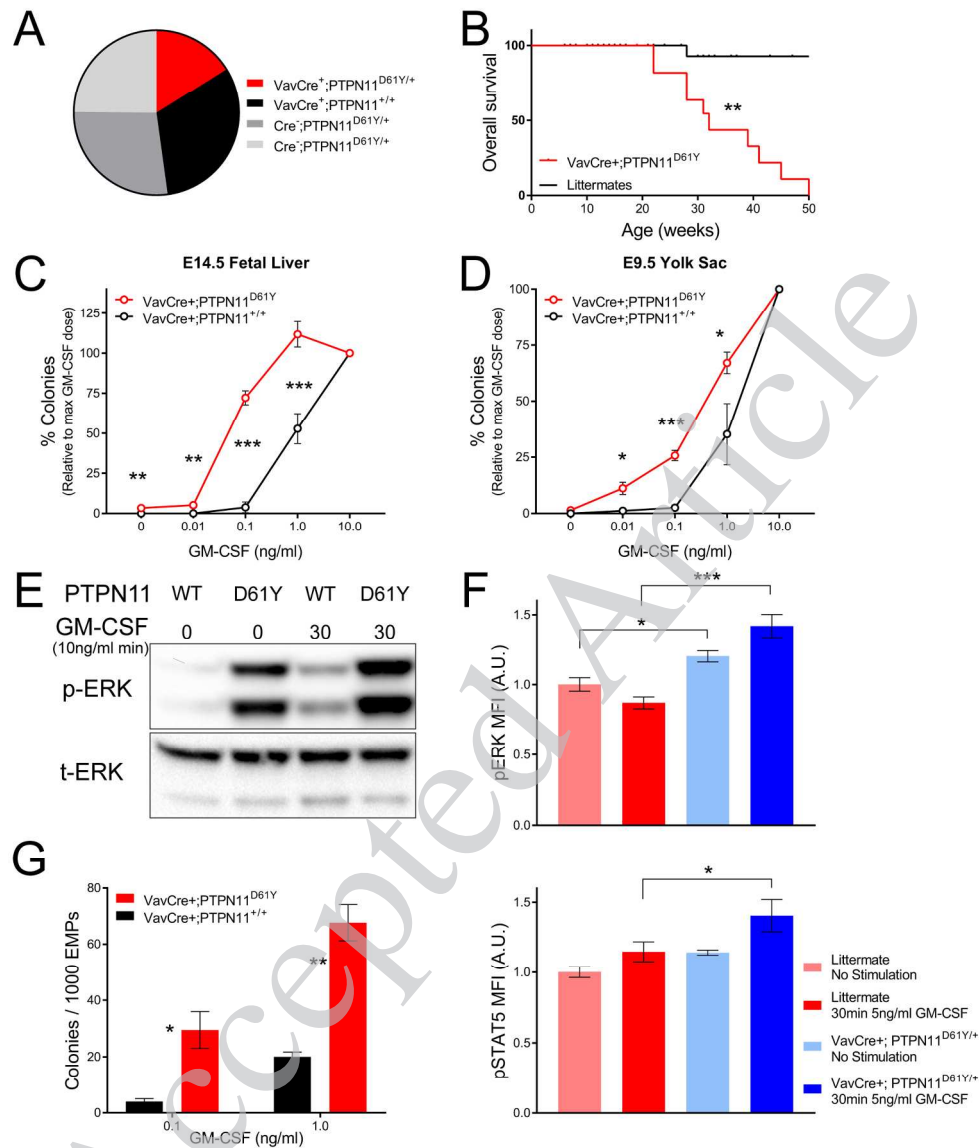 A
VavCre+;PTPN11D61Y/+
VavCre+;PTPN11+/+
Cre-;PTPN11D61Y/+
Cre-;PTPN11D61Y/+
B
Overall survival
100
50
0
**
VavCre+;PTPN11D61Y
Littermates
0 10 20 30 40 50
Age (weeks)
C
E14.5 Fetal Liver
% Colonies
(Relative to max GM-CSF dose)
125
100
75
50
25
0
VavCre+;PTPN11D61Y
VavCre+;PTPN11+/+
** ** *** ***
0 0.01 0.1 1.0 10.0
GM-CSF (ng/ml)
D
E9.5 Yolk Sac
% Colonies
(Relative to max GM-CSF dose)
100
75
50
25
0
VavCre+;PTPN11D61Y
VavCre+;PTPN11+/+
* *** *
0 0.01 0.1 1.0 10.0
GM-CSF (ng/ml)
E
PTPN11 WT D61Y WT D61Y
GM-CSF 0 0 30 30
(10ng/ml min)
p-ERK
t-ERK
F
pERK MFI (A.U.)
1.5
1.0
0.5
0.0
* ***
pSTAT5 MFI (A.U.)
1.5
1.0
0.5
0.0
*
Littermate
No Stimulation
Littermate
30min 5ng/ml GM-CSF
VavCre+; PTPN11D61Y/+
No Stimulation
VavCre+; PTPN11D61Y/+
30min 5ng/ml GM-CSF
G
Colonies / 1000 EMPs
80
60
40
20
0
VavCre+;PTPN11D61Y
VavCre+;PTPN11+/+
* **
0.1 1.0
GM-CSF (ng/ml)
Accepted Article